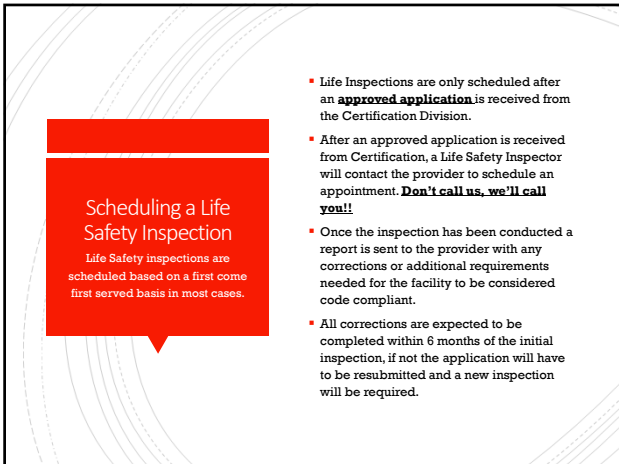 Scheduling a Life
Safety Inspection
Life Safety inspections are
scheduled based on a first come
first served basis in most cases.
▪ Life Inspections are only scheduled after
an approved application is received from
the Certification Division.
▪ After an approved application is received
from Certification, a Life Safety Inspector
will contact the provider to schedule an
appointment. Don't call us, we'll call
you!!
▪ Once the inspection has been conducted a
report is sent to the provider with any
corrections or additional requirements
needed for the facility to be considered
code compliant.
▪ All corrections are expected to be
completed within 6 months of the initial
inspection, if not the application will have
to be resubmitted and a new inspection
will be required.